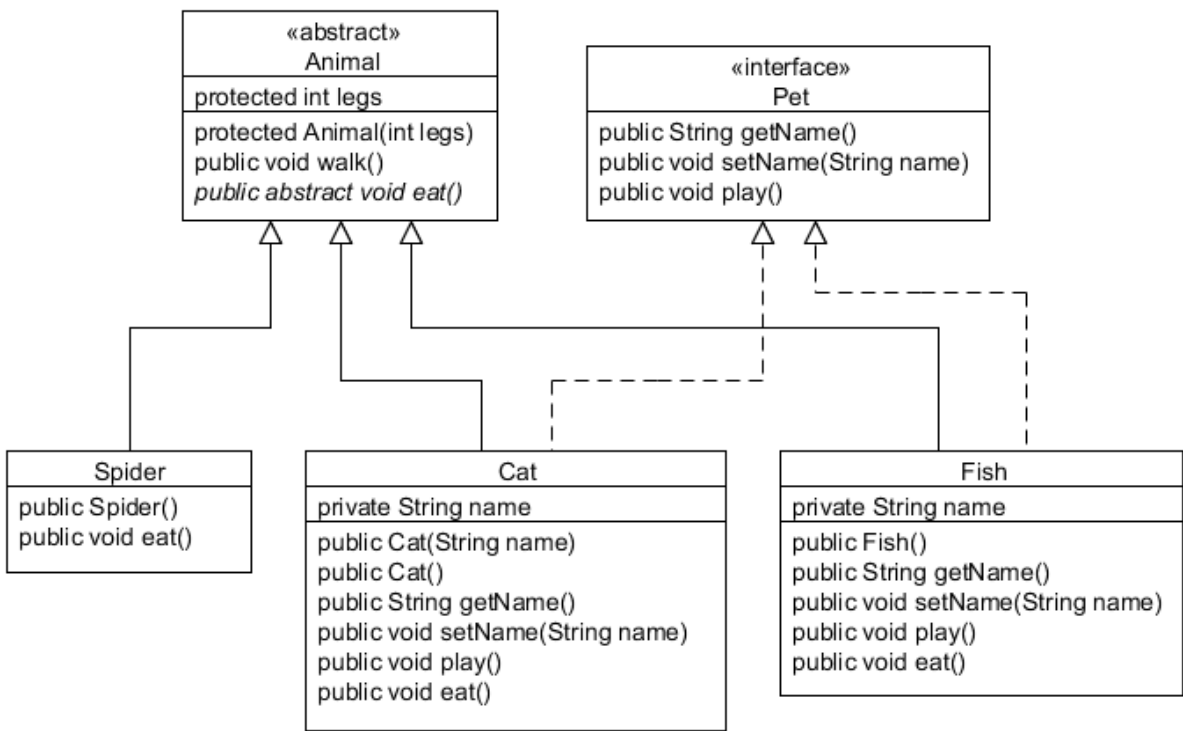 «abstract»
Animal
protected int legs
protected Animal(int legs)
public void walk()
public abstract void eat()
«interface»
Pet
public String getName()
public void setName(String name)
public void play()
Spider
public Spider()
public void eat()
Cat
private String name
public Cat(String name)
public Cat()
public String getName()
public void setName(String name)
public void play()
public void eat()
Fish
private String name
public Fish()
public String getName()
public void setName(String name)
public void play()
public void eat()